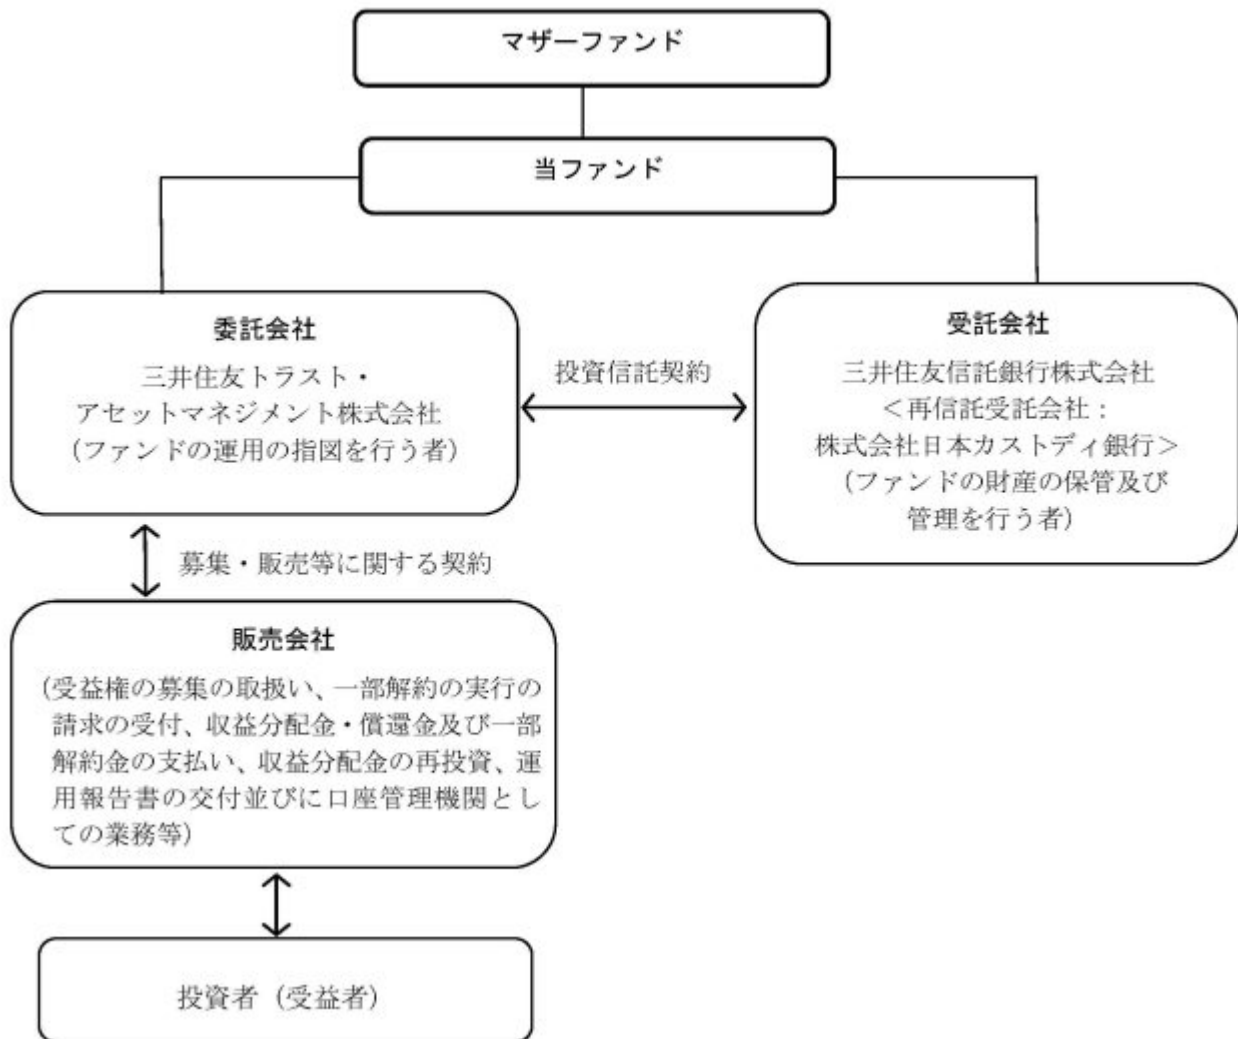 マザーファンド
当ファンド
委託会社
三井住友トラスト・
アセットマネジメント株式会社
（ファンドの運用の指図を行う者）
投資信託契約
受託会社
三井住友信託銀行株式会社
＜再信託受託会社：
株式会社日本カストディ銀行＞
（ファンドの財産の保管及び
管理を行う者）
募集・販売等に関する契約
販売会社
（受益権の募集の取扱い、一部解約の実行の
請求の受付、収益分配金・償還金及び一部
解約金の支払い、収益分配金の再投資、運
用報告書の交付並びに口座管理機関とし
ての業務等）
投資者（受益者）